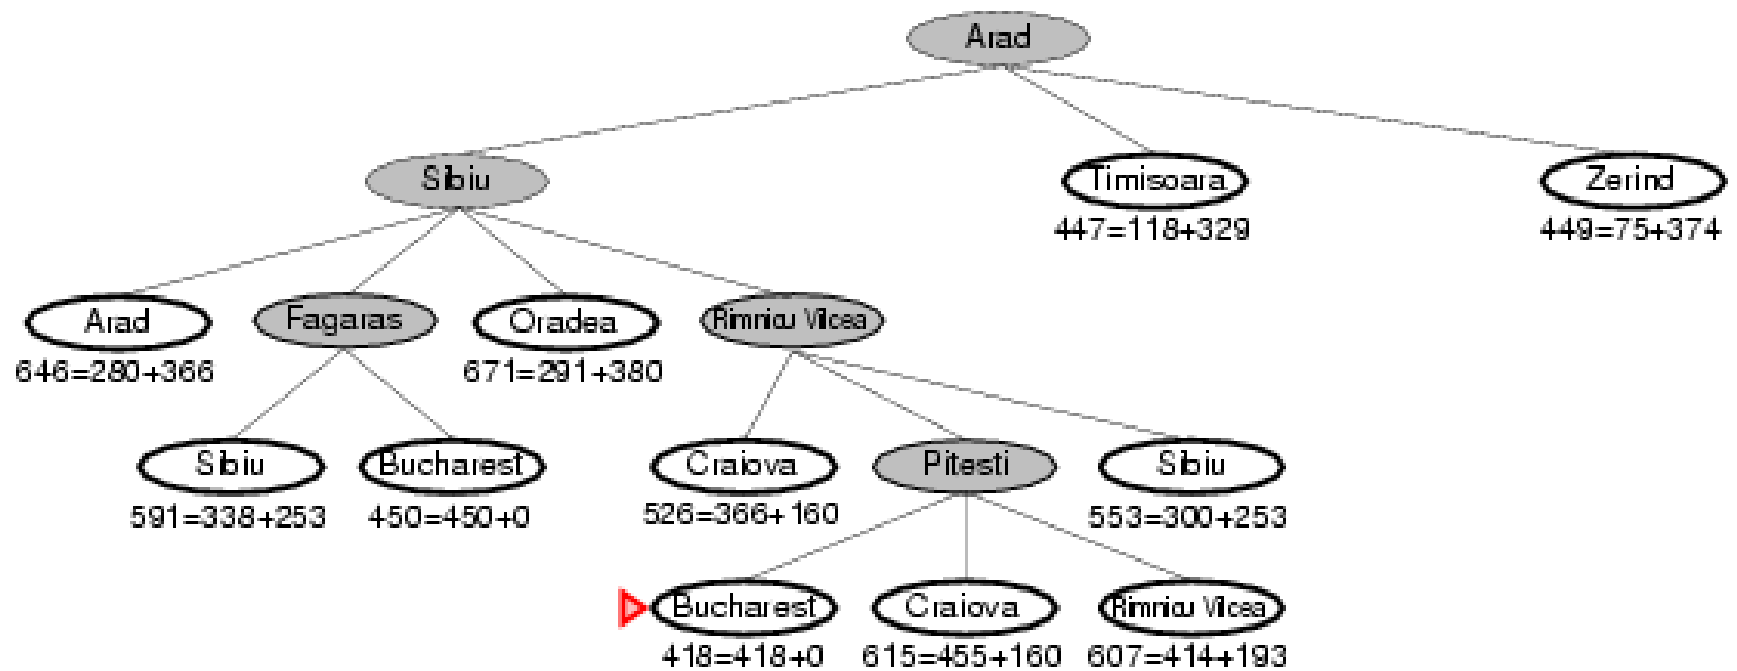 Arad
Sibiu
Timisoara
Zerind
447=118+329
449=75+374
Arad
Fagaras
Oradea
Rimnicu Vilcea
646=280+366
671=291+380
Sibiu
Bucharest
Craiova
Pitesti
Sibiu
591=338+253
450=450+0
526=366+160
553=300+253
Bucharest
Craiova
Rimnicu Vilcea
418=418+0
615=455+160
607=414+193